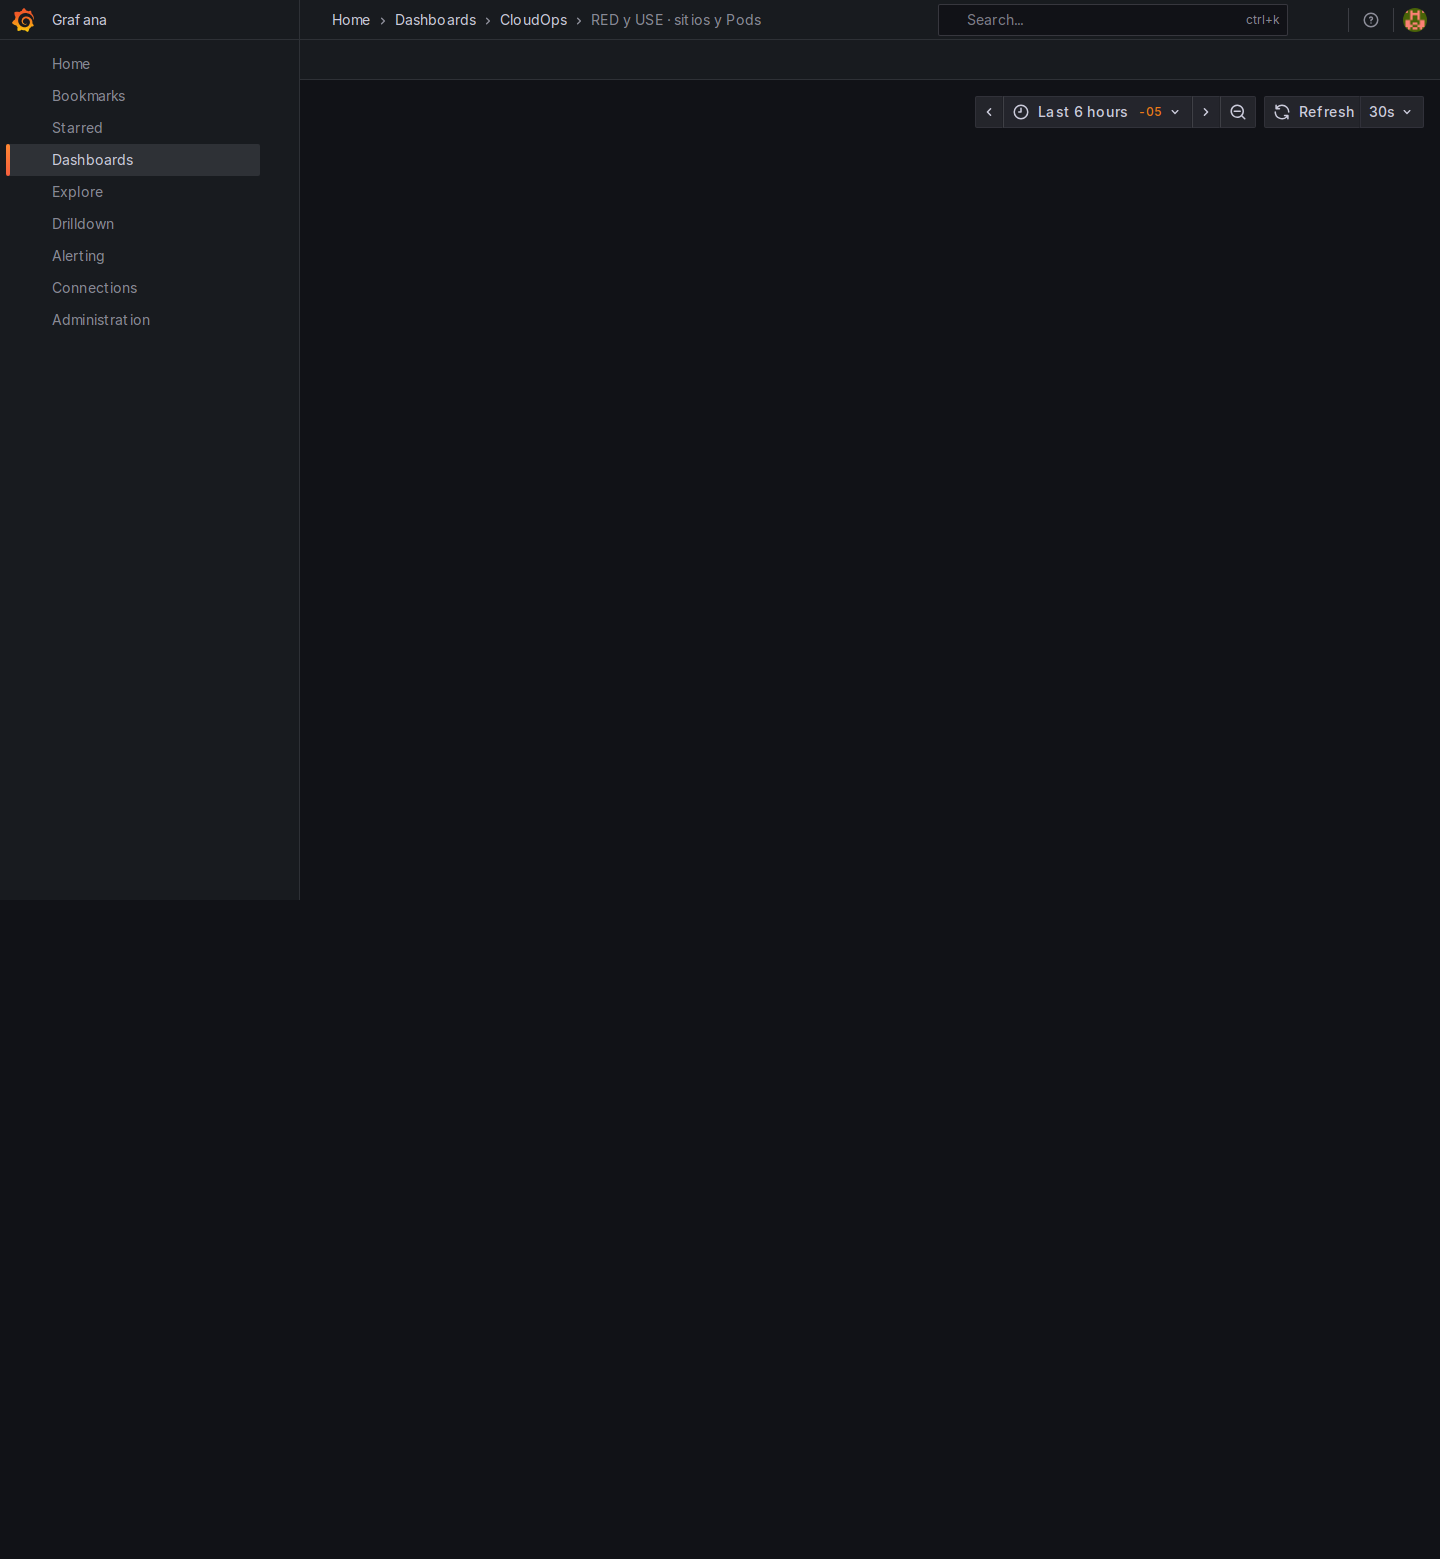 Grafana
Home
Dashboards
CloudOps
RED y USE · sitios y Pods
Search...
ctrl+k
Home
Bookmarks
Starred
Dashboards
Explore
Drilldown
Alerting
Connections
Administration
Last 6 hours -05
Refresh
30s